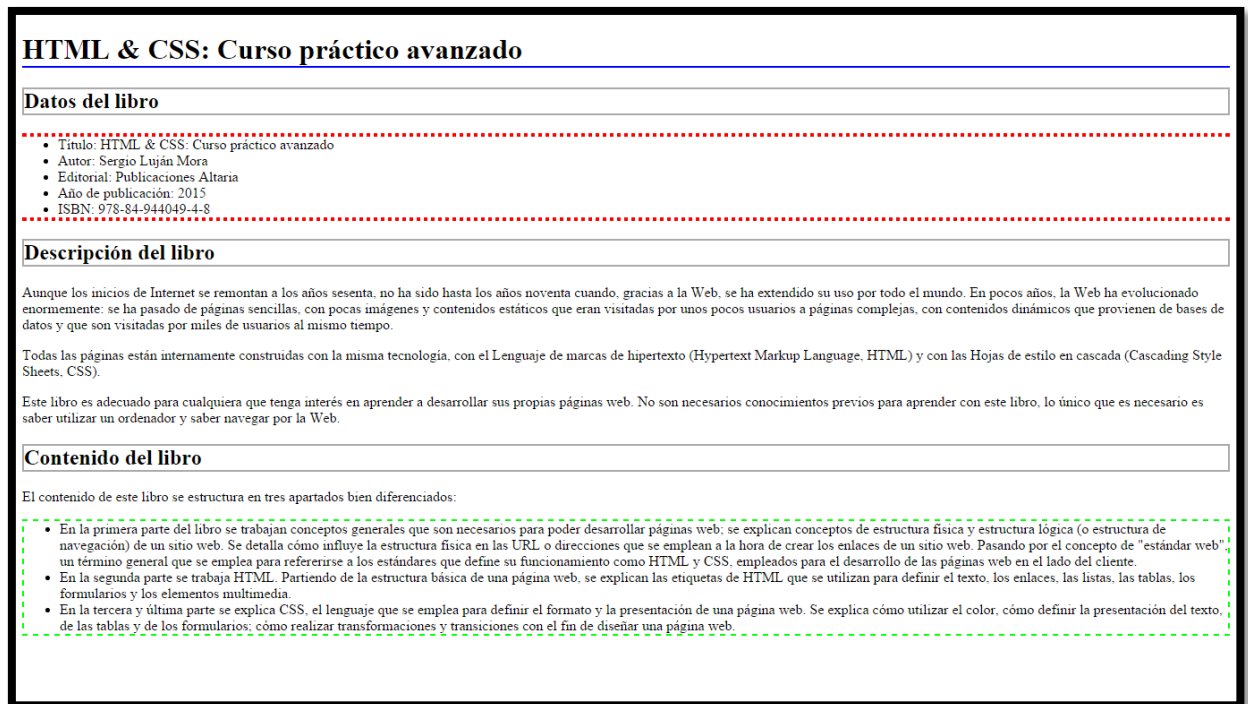 HTML & CSS: Curso práctico avanzado
Datos del libro
Título: HTML & CSS: Curso práctico avanzado
Autor: Sergio Luján Mora
Editorial: Publicaciones Altaria
Año de publicación: 2015
ISBN: 978-84-944049-4-8
Descripción del libro
Aunque los inicios de Internet se remontan a los años sesenta, no ha sido hasta los años noventa cuando, gracias a la Web, se ha extendido su uso por todo el mundo. En pocos años, la Web ha evolucionado
enormemente: se ha pasado de páginas sencillas, con pocas imágenes y contenidos estáticos que eran visitadas por unos pocos usuarios a páginas complejas, con contenidos dinámicos que provienen de bases de
datos y que son visitadas por miles de usuarios al mismo tiempo.
Todas las páginas están internamente construidas con la misma tecnología, con el Lenguaje de marcas de hipertexto (Hypertext Markup Language, HTML) y con las Hojas de estilo en cascada (Cascading Style
Sheets, CSS).
Este libro es adecuado para cualquiera que tenga interés en aprender a desarrollar sus propias páginas web. No son necesarios conocimientos previos para aprender con este libro, lo único que es necesario es
saber utilizar un ordenador y saber navegar por la Web.
Contenido del libro
El contenido de este libro se estructura en tres apartados bien diferenciados:
En la primera parte del libro se trabajan conceptos generales que son necesarios para poder desarrollar páginas web; se explican conceptos de estructura física y estructura lógica (o estructura de
navegación) de un sitio web. Se detalla cómo influye la estructura física en las URL o direcciones que se emplean a la hora de crear los enlaces de un sitio web. Pasando por el concepto de "estándar web",
un término general que se emplea para refererirse a los estándares que define su funcionamiento como HTML y CSS, empleados para el desarrollo de las páginas web en el lado del cliente.
En la segunda parte se trabaja HTML. Partiendo de la estructura básica de una página web, se explican las etiquetas de HTML que se utilizan para definir el texto, los enlaces, las listas, las tablas, los
formularios y los elementos multimedia.
En la tercera y última parte se explica CSS, el lenguaje que se emplea para definir el formato y la presentación de una página web. Se explica cómo utilizar el color, cómo definir la presentación del texto,
de las tablas y de los formularios; cómo realizar transformaciones y transiciones con el fin de diseñar una página web.